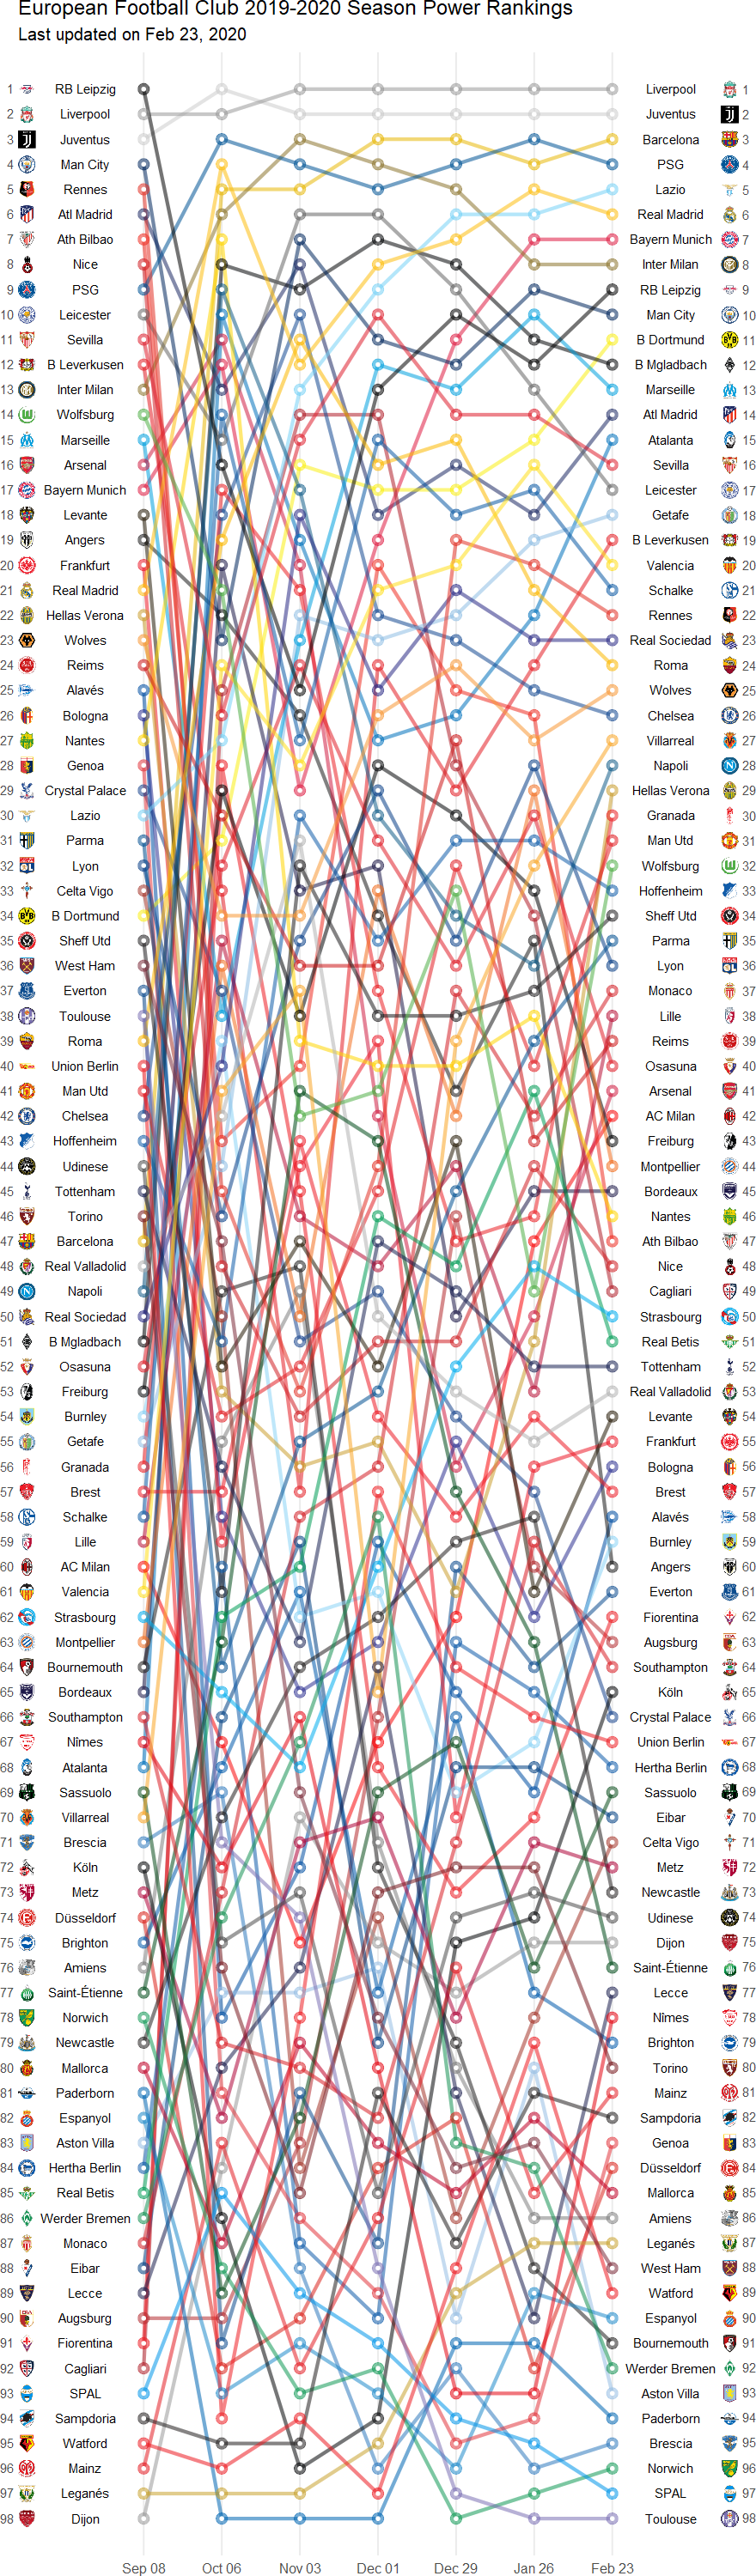 European Football Club 2019-2020 Season Power Rankings
Last updated on Feb 23, 2020
1 RB Leipzig Liverpool 1
2 Liverpool Juventus 2
3 Juventus Barcelona 3
4 Man City PSG 4
5 Rennes Lazio 5
6 Atl Madrid Real Madrid 6
7 Ath Bilbao Bayern Munich 7
8 Nice Inter Milan 8
9 PSG RB Leipzig 9
10 Leicester Man City 10
11 Sevilla B Dortmund 11
12 B Leverkusen B Mgladbach 12
13 Inter Milan Marseille 13
14 Wolfsburg Atl Madrid 14
15 Marseille Atalanta 15
16 Arsenal Sevilla 16
17 Bayern Munich Leicester 17
18 Levante Getafe 18
19 Angers B Leverkusen 19
20 Frankfurt Valencia 20
21 Real Madrid Schalke 21
22 Hellas Verona Rennes 22
23 Wolves Real Sociedad 23
24 Reims Roma 24
25 Alavés Wolves 25
26 Bologna Chelsea 26
27 Nantes Villarreal 27
28 Genoa Napoli 28
29 Crystal Palace Hellas Verona 29
30 Lazio Granada 30
31 Parma Man Utd 31
32 Lyon Wolfsburg 32
33 Celta Vigo Hoffenheim 33
34 B Dortmund Sheff Utd 34
35 Sheff Utd Parma 35
36 West Ham Lyon 36
37 Everton Monaco 37
38 Toulouse Lille 38
39 Roma Reims 39
40 Union Berlin Osasuna 40
41 Man Utd Arsenal 41
42 Chelsea AC Milan 42
43 Hoffenheim Freiburg 43
44 Udinese Montpellier 44
45 Tottenham Bordeaux 45
46 Torino Nantes 46
47 Barcelona Ath Bilbao 47
48 Real Valladolid Nice 48
49 Napoli Cagliari 49
50 Real Sociedad Strasbourg 50
51 B Mgladbach Real Betis 51
52 Osasuna Tottenham 52
53 Freiburg Real Valladolid 53
54 Burnley Levante 54
55 Getafe Frankfurt 55
56 Granada Bologna 56
57 Brest Brest 57
58 Schalke Alavés 58
59 Lille Burnley 59
60 AC Milan Angers 60
61 Valencia Everton 61
62 Strasbourg Fiorentina 62
63 Montpellier Augsburg 63
64 Bournemouth Southampton 64
65 Bordeaux Köln 65
66 Southampton Crystal Palace 66
67 Nîmes Union Berlin 67
68 Atalanta Hertha Berlin 68
69 Sassuolo Sassuolo 69
70 Villarreal Eibar 70
71 Brescia Celta Vigo 71
72 Köln Metz 72
73 Metz Newcastle 73
74 Düsseldorf Udinese 74
75 Brighton Dijon 75
76 Amiens Saint-Étienne 76
77 Saint-Étienne Lecce 77
78 Norwich Nîmes 78
79 Newcastle Brighton 79
80 Mallorca Torino 80
81 Paderborn Mainz 81
82 Espanyol Sampdoria 82
83 Aston Villa Genoa 83
84 Hertha Berlin Düsseldorf 84
85 Real Betis Mallorca 85
86 Werder Bremen Amiens 86
87 Monaco Leganés 87
88 Eibar West Ham 88
89 Lecce Watford 89
90 Augsburg Espanyol 90
91 Fiorentina Bournemouth 91
92 Cagliari Werder Bremen 92
93 SPAL Aston Villa 93
94 Sampdoria Paderborn 94
95 Watford Brescia 95
96 Mainz Norwich 96
97 Leganés SPAL 97
98 Dijon Toulouse 98
Sep 08 Oct 06 Nov 03 Dec 01 Dec 29 Jan 26 Feb 23